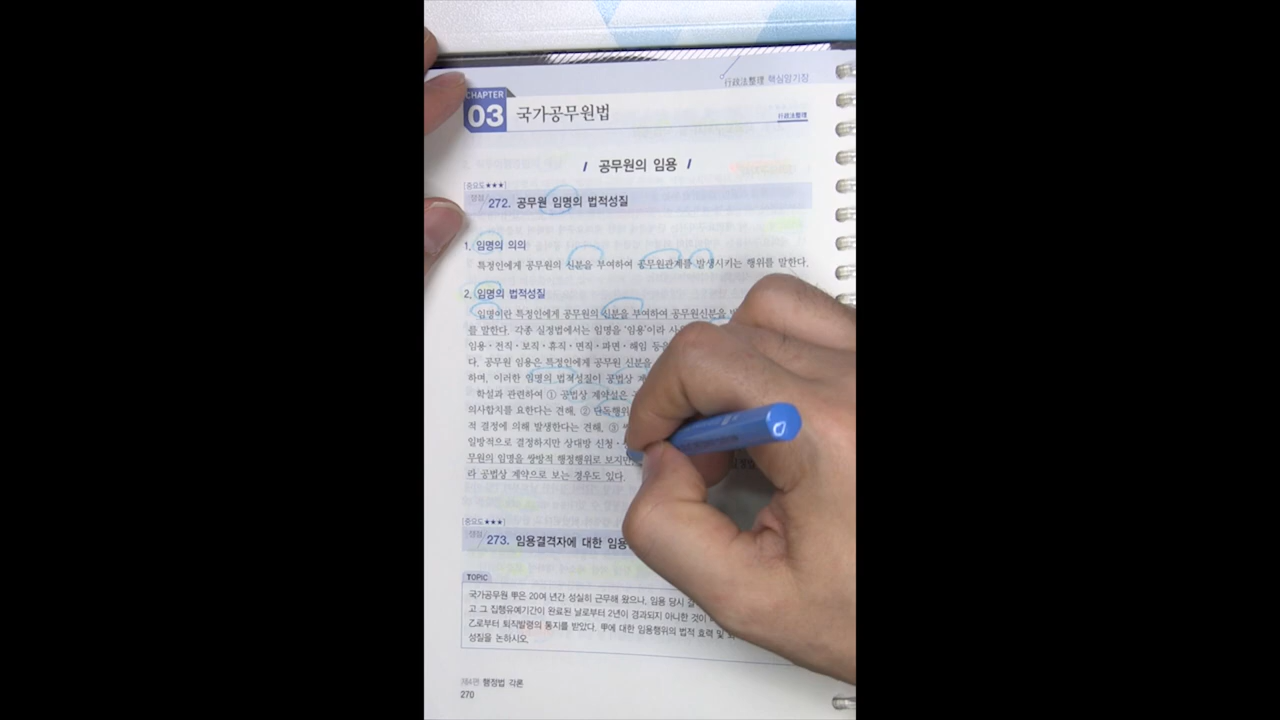 行政法整理 핵심암기장
CHAPTER
03 국가공무원법
行政法整理
공무원의 임용
[중요도★★★]
쟁점 272. 공무원 임명의 법적성질
1. 임명의 의의
특정인에게 공무원의 신분을 부여하여 공무원관계를 발생시키는 행위를 말한다.
2. 임명의 법적성질
임명이란 특정인에게 공무원의 신분을 부여하여 공무원신분을
를 말한다. 각종 실정법에서는 임명을 '임용'이라
임용·전직·보직·휴직·면직·파면·해임 등을
다. 공무원 임용은 특정인에게 공무원 신분을
하며, 이러한 임명의 법적성질이 공법상
학설과 관련하여 ① 공법상 계약설은
의사합치를 요한다는 견해, ② 단독행위
적 결정에 의해 발생한다는 견해, ③
일방적으로 결정하지만 상대방 신청·
무원의 임명을 쌍방적 행정행위로 보지만
라 공법상 계약으로 보는 경우도 있다.
[중요도★★★]
쟁점 273. 임용결격자에 대한 임용
TOPIC
국가공무원 甲은 20여 년간 성실히 근무해 왔으나, 임용 당시
고 그 집행유예기간이 완료된 날로부터 2년이 경과되지 아니한 것이
乙로부터 퇴직발령의 통지를 받았다. 甲에 대한 임용행위의 법적 효력 및
성질을 논하시오.
제4편 행정법 각론
270